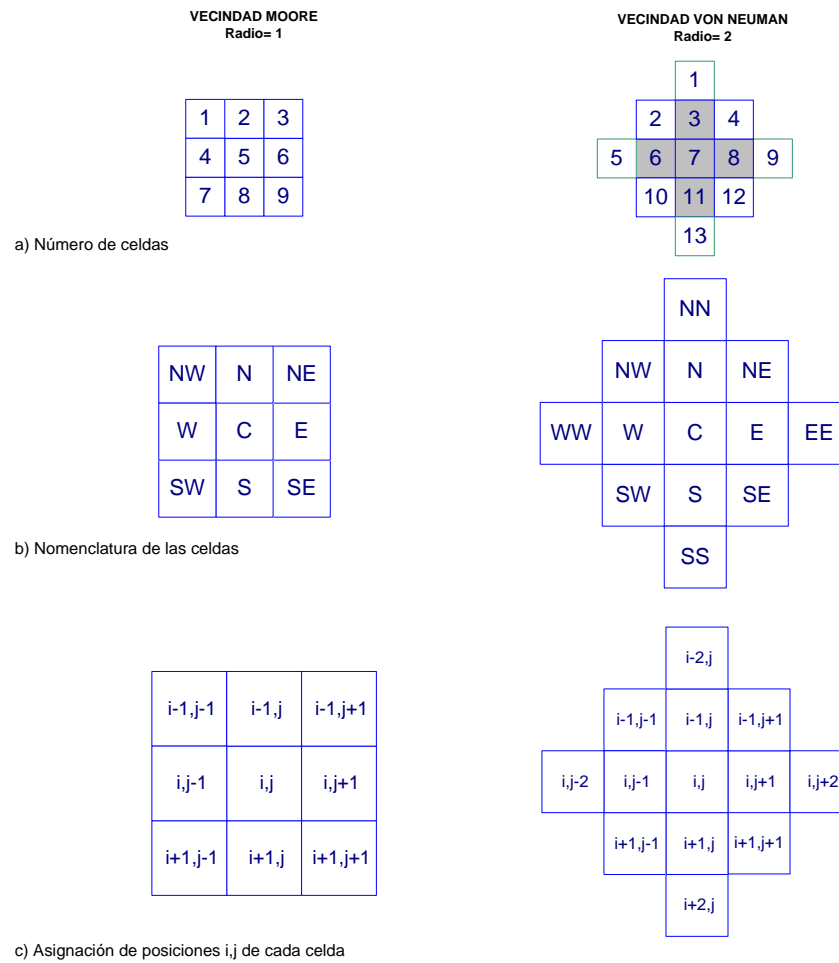 VECINDAD MOORE
Radio= 1
1 2 3
4 5 6
7 8 9
VECINDAD VON NEUMAN
Radio= 2
1
2 3 4
5 6 7 8 9
10 11 12
13
a) Número de celdas
NW N NE
W C E
SW S SE
NN
NW N NE
WW W C E EE
SW S SE
SS
b) Nomenclatura de las celdas
i-1,j-1 i-1,j i-1,j+1
i,j-1 i,j i,j+1
i+1,j-1 i+1,j i+1,j+1
i-2,j
i-1,j-1 i-1,j i-1,j+1
i,j-2 i,j-1 i,j i,j+1 i,j+2
i+1,j-1 i+1,j i+1,j+1
i+2,j
c) Asignación de posiciones i,j de cada celda